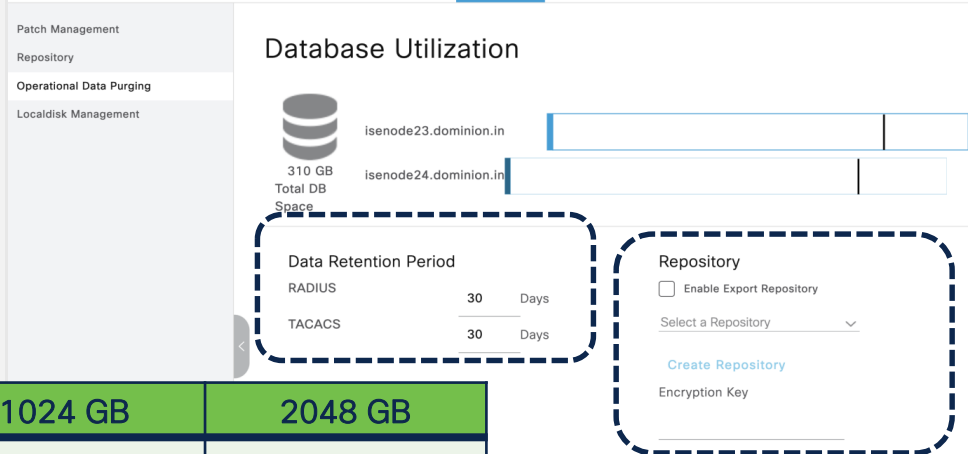 Patch Management
Repository
Operational Data Purging
Localdisk Management
Database Utilization
310 GB
Total DB
Space
isenode23.dominion.in
isenode24.dominion.in
Data Retention Period
RADIUS
30 Days
TACACS
30 Days
Repository
Enable Export Repository
Select a Repository
Create Repository
Encryption Key
1024 GB
2048 GB